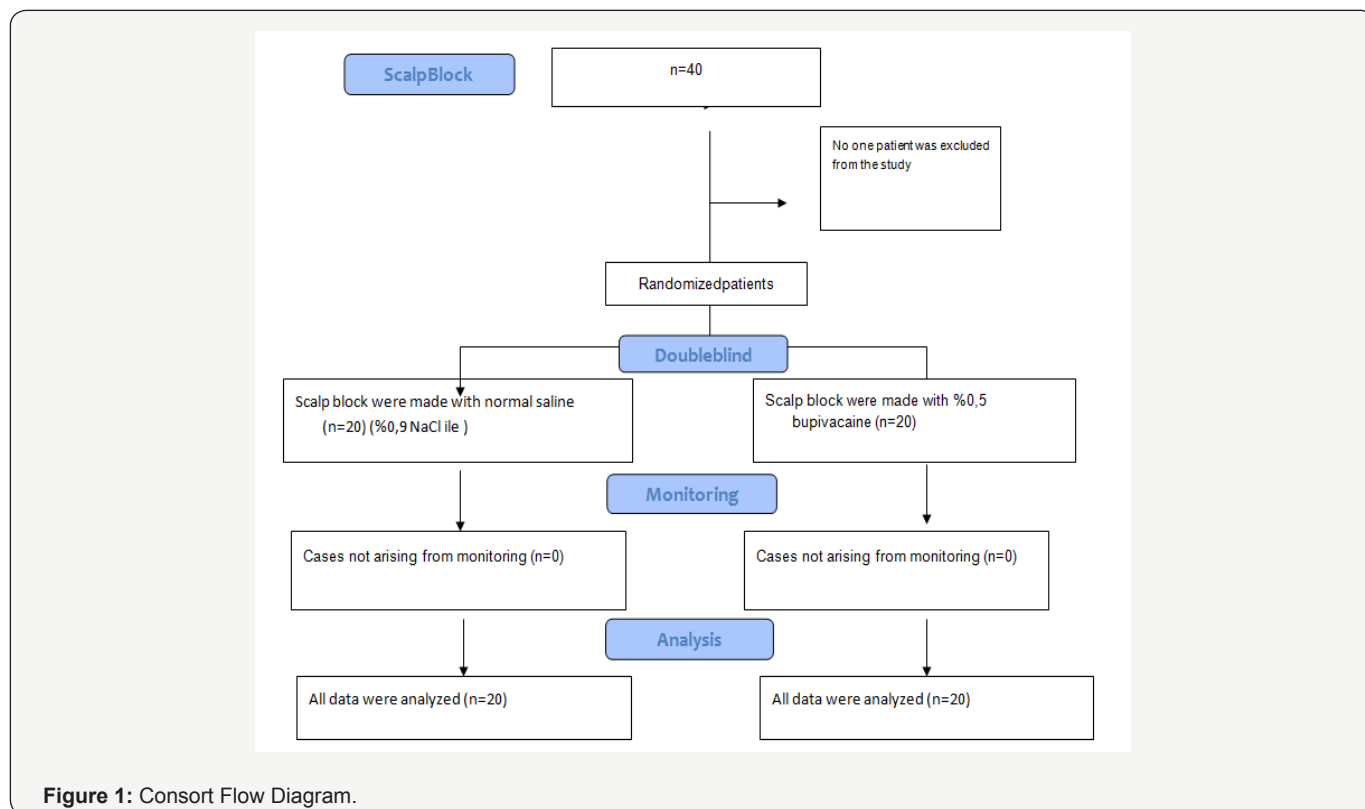 ScalpBlock
n=40
No one patient was excluded
from the study
Randomizedpatients
Doubleblind
Scalp block were made with normal saline
(n=20) (%0,9 NaCl ile )
Scalp block were made with %0,5
bupivacaine (n=20)
Monitoring
Cases not arising from monitoring (n=0)
Cases not arising from monitoring (n=0)
Analysis
All data were analyzed (n=20)
All data were analyzed (n=20)
Figure 1: Consort Flow Diagram.